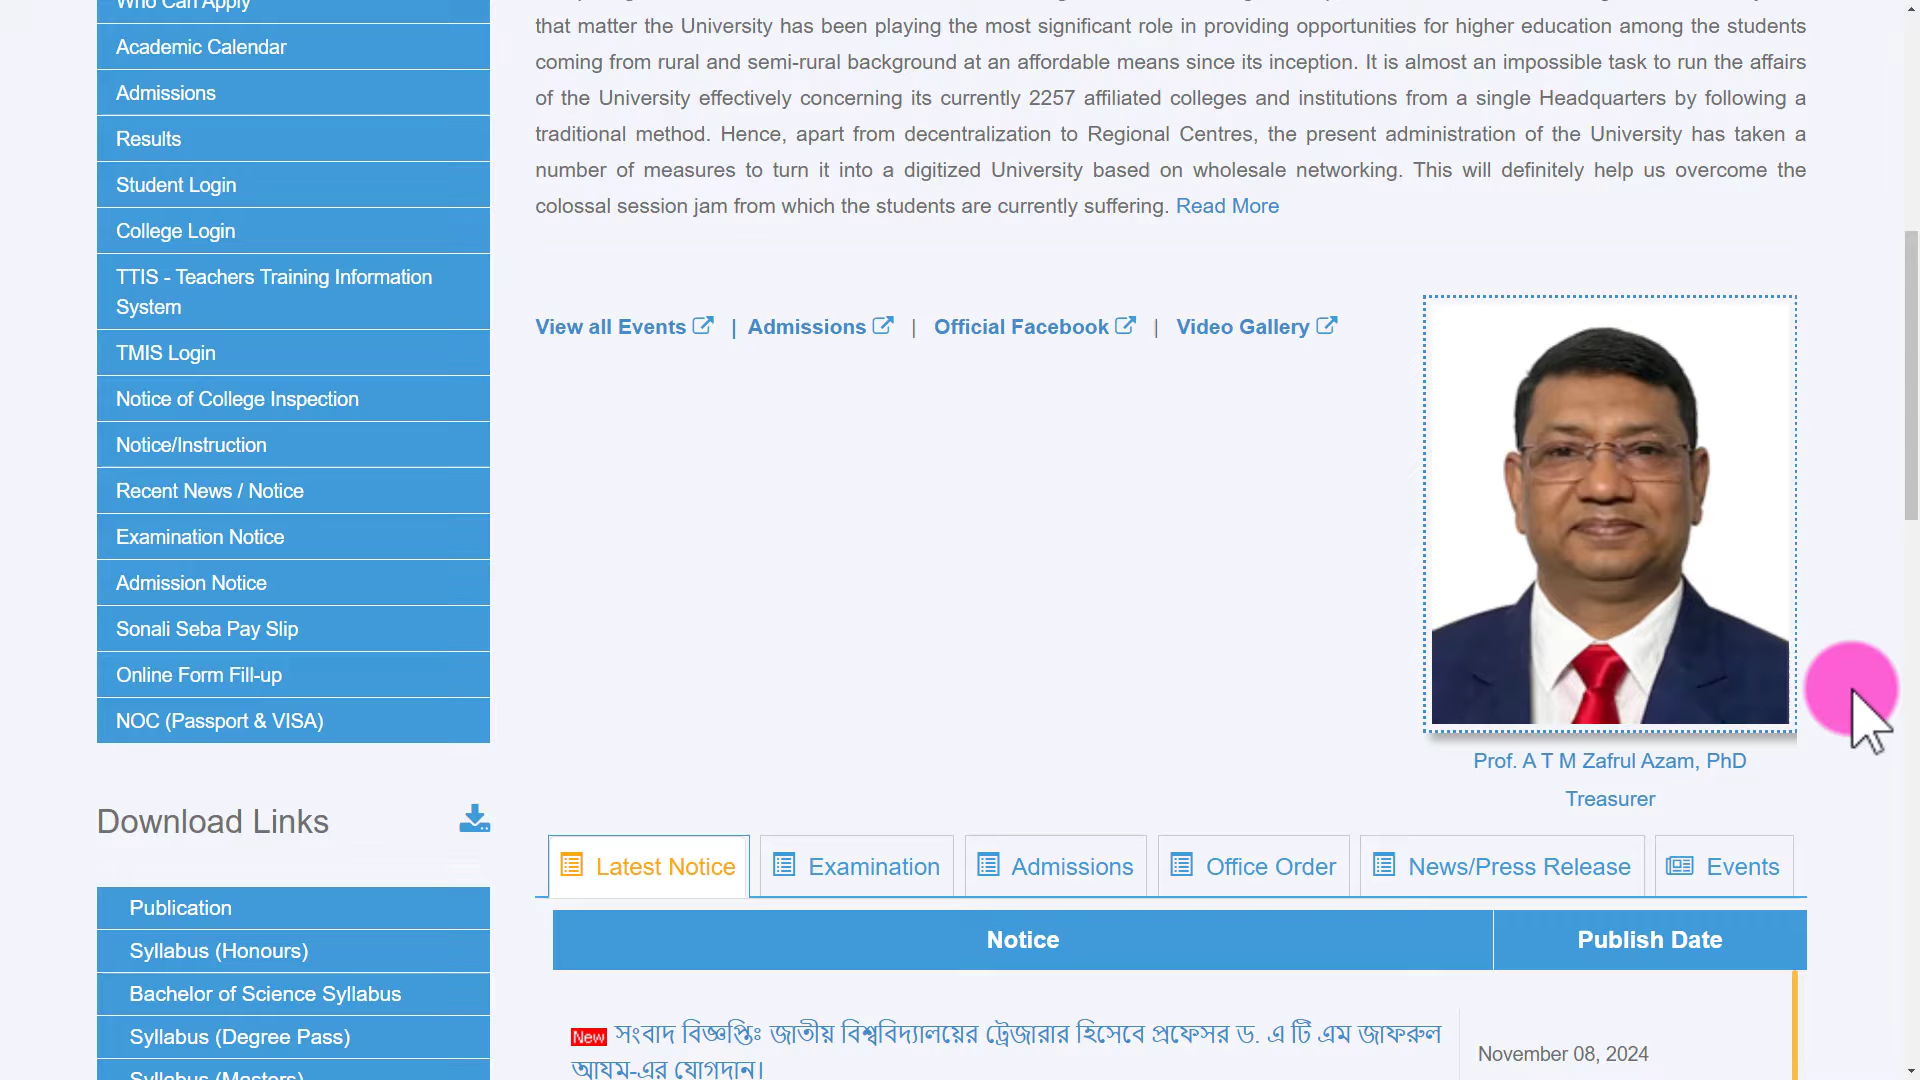 Who Can Apply
Academic Calendar
Admissions
Results
Student Login
College Login
TTIS - Teachers Training Information
System
TMIS Login
Notice of College Inspection
Notice/Instruction
Recent News / Notice
Examination Notice
Admission Notice
Sonali Seba Pay Slip
Online Form Fill-up
NOC (Passport & VISA)
Download Links
Publication
Syllabus (Honours)
Bachelor of Science Syllabus
Syllabus (Degree Pass)
Syllabus (Masters)
that matter the University has been playing the most significant role in providing opportunities for higher education among the students
coming from rural and semi-rural background at an affordable means since its inception. It is almost an impossible task to run the affairs
of the University effectively concerning its currently 2257 affiliated colleges and institutions from a single Headquarters by following a
traditional method. Hence, apart from decentralization to Regional Centres, the present administration of the University has taken a
number of measures to turn it into a digitized University based on wholesale networking. This will definitely help us overcome the
colossal session jam from which the students are currently suffering. Read More
View all Events | Admissions | Official Facebook | Video Gallery
Prof. A T M Zafrul Azam, PhD
Treasurer
Latest Notice Examination Admissions Office Order News/Press Release Events
Notice Publish Date
New সংবাদ বিজ্ঞপ্তিঃ জাতীয় বিশ্ববিদ্যালয়ের ট্রেজারার হিসেবে প্রফেসর ড. এ টি এম জাফরুল
আযম-এর যোগদান।
November 08, 2024